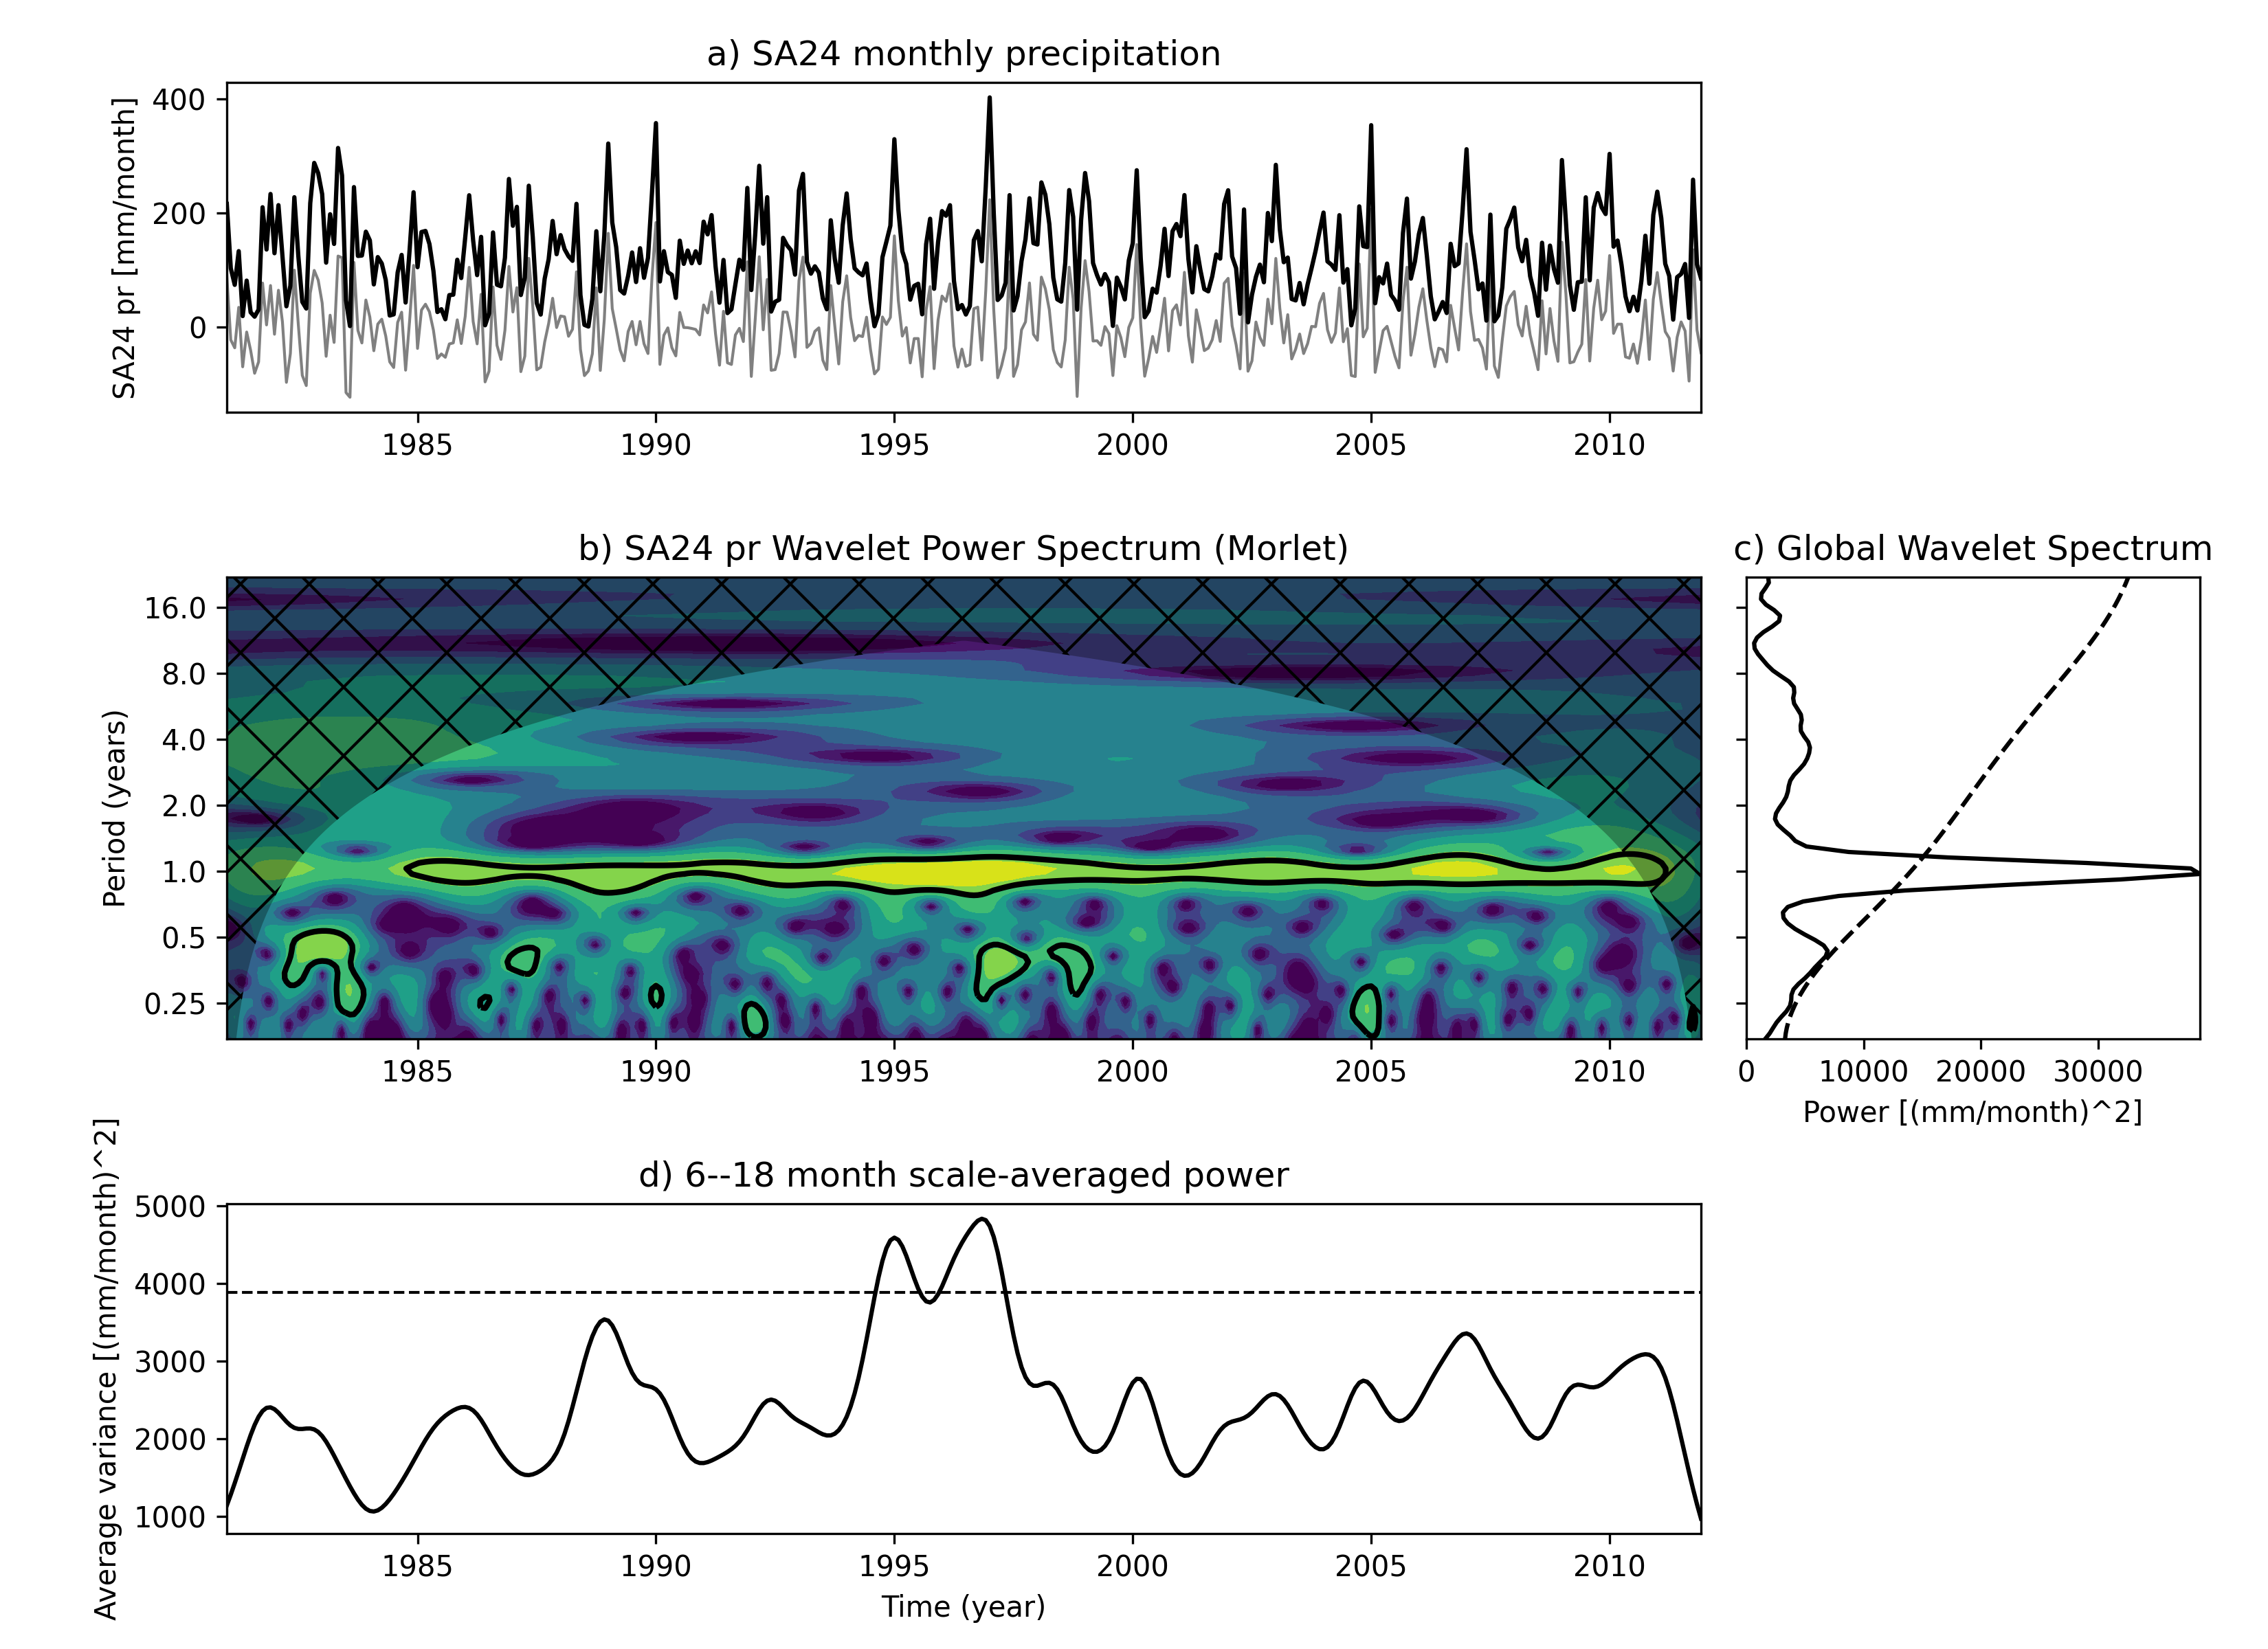 a) SA24 monthly precipitation
SA24 pr [mm/month]
400
200
0
1985 1990 1995 2000 2005 2010
b) SA24 pr Wavelet Power Spectrum (Morlet)
Period (years)
16.0
8.0
4.0
2.0
1.0
0.5
0.25
1985 1990 1995 2000 2005 2010
c) Global Wavelet Spectrum
0 10000 20000 30000
Power [(mm/month)^2]
d) 6--18 month scale-averaged power
Average variance [(mm/month)^2]
5000
4000
3000
2000
1000
1985 1990 1995 2000 2005 2010
Time (year)